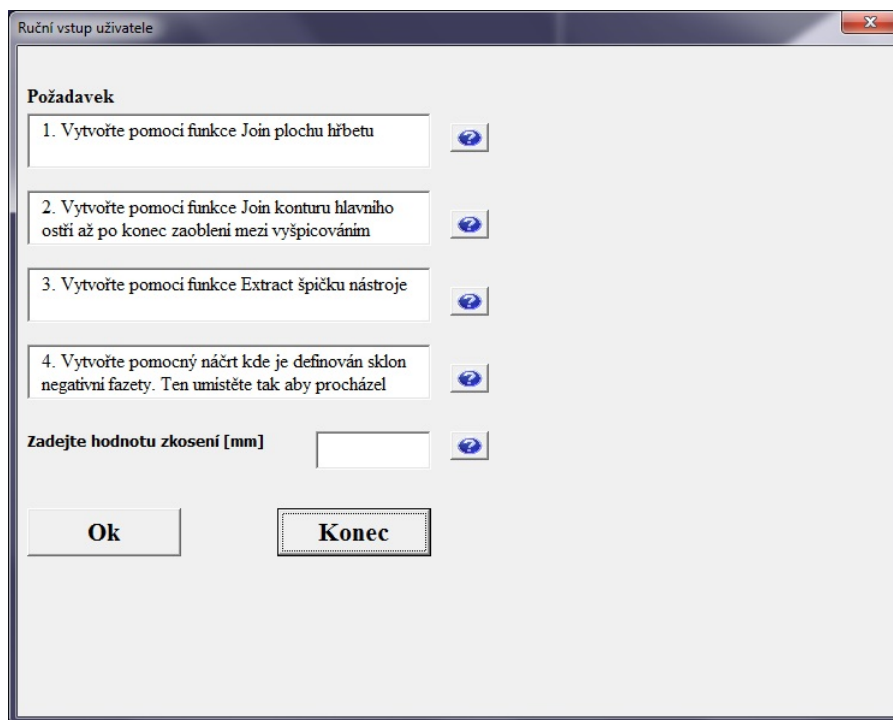 Ruční vstup uživatele
Požadavek
1. Vytvořte pomocí funkce Join plochu hřbetu
2. Vytvořte pomocí funkce Join konturu hlavního
ostří až po konec zaoblení mezi vyšpicováním
3. Vytvořte pomocí funkce Extract špičku nástroje
4. Vytvořte pomocný náčrt kde je definován sklon
negativní fazety. Ten umistěte tak aby procházel
Zadejte hodnotu zkosení [mm]
Ok
Konec